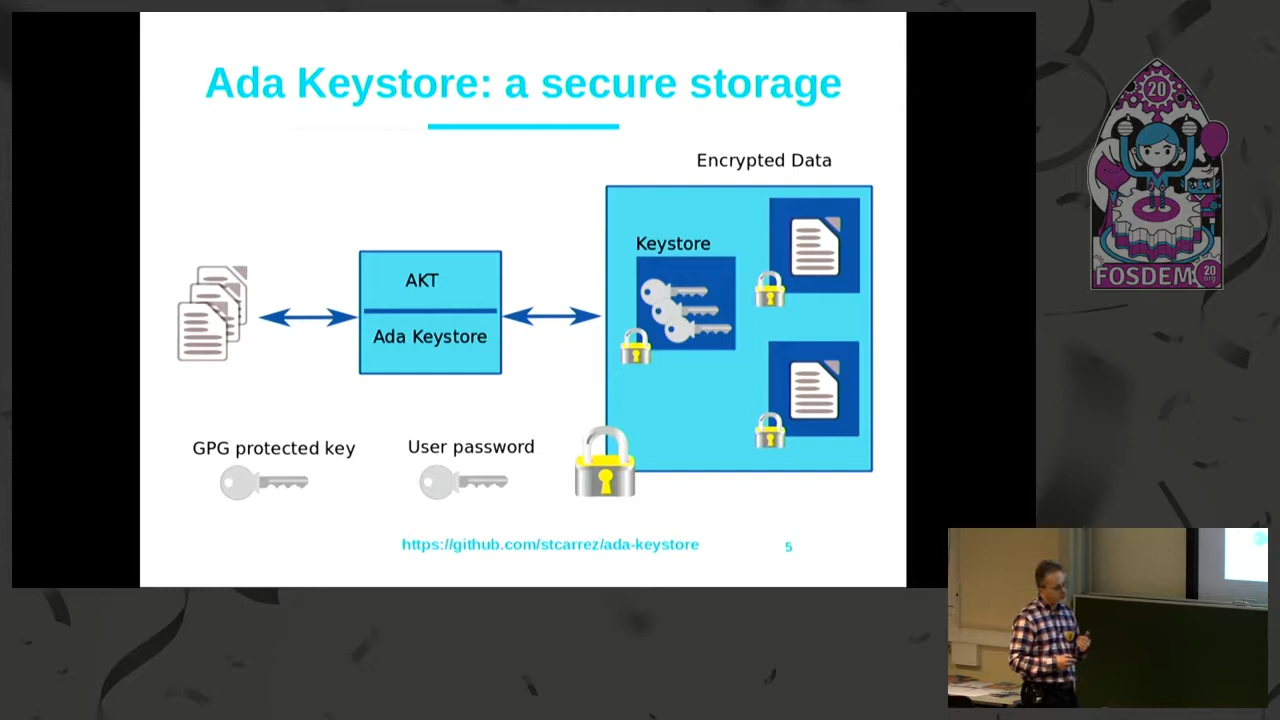 Ada Keystore: a secure storage
Encrypted Data
Keystore
AKT
Ada Keystore
GPG protected key
User password
https://github.com/stcarrez/ada-keystore
5
20
FOSDEM
20
.org